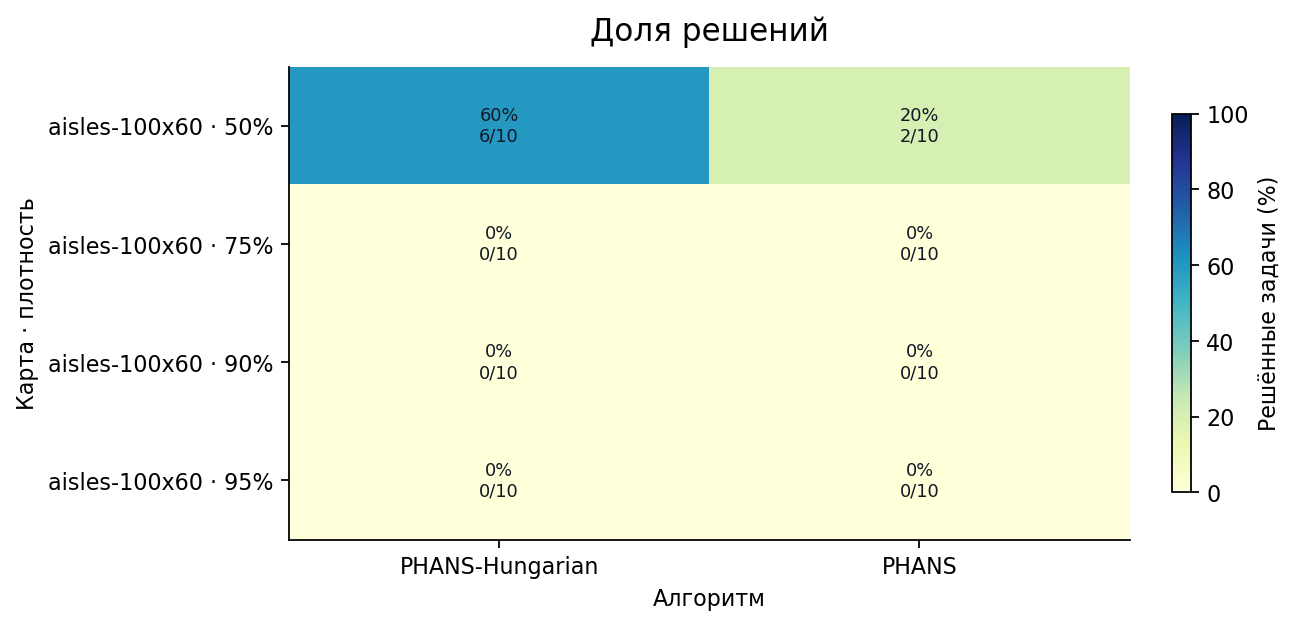 Доля решений
Карта · плотность
aisles-100x60 · 50%
60%
6/10
20%
2/10
aisles-100x60 · 75%
0%
0/10
0%
0/10
aisles-100x60 · 90%
0%
0/10
0%
0/10
aisles-100x60 · 95%
0%
0/10
0%
0/10
PHANS-Hungarian
PHANS
Алгоритм
100
80
60
40
20
0
Решённые задачи (%)